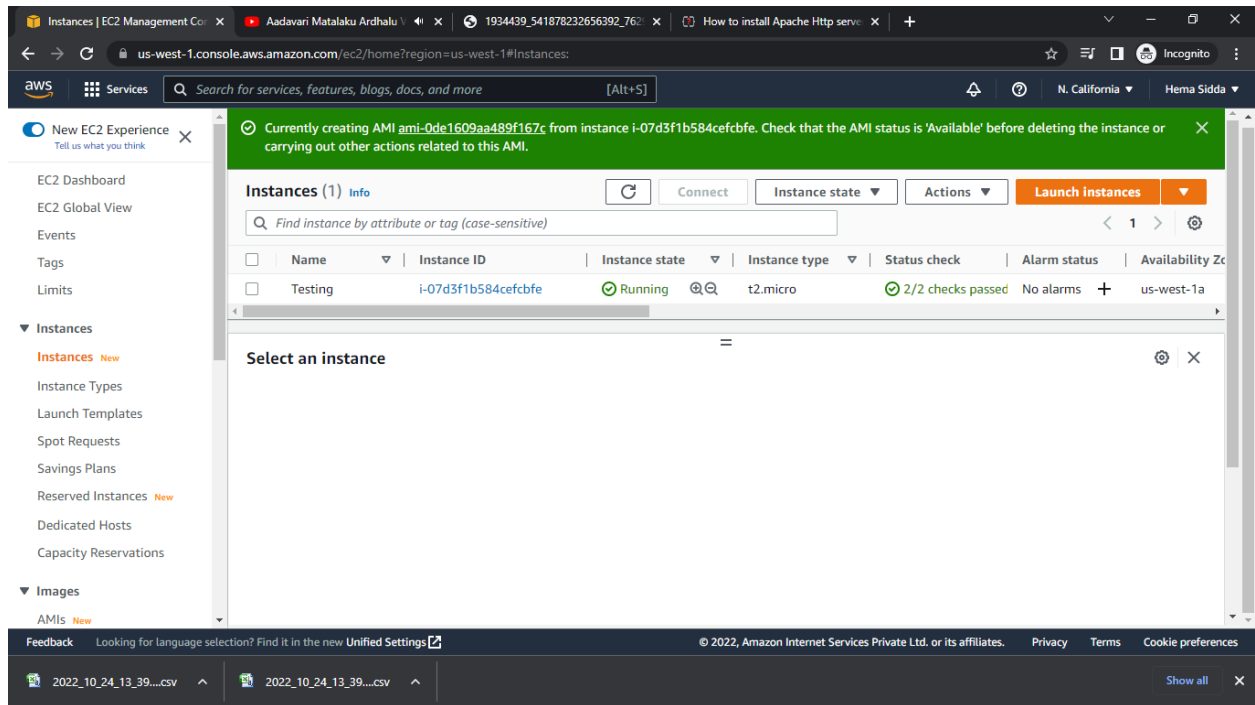 Instances | EC2 Management Cor
Aadavari Matalaku Ardhalu V
1934439_541878232656392_762
How to install Apache Http serve
us-west-1.console.aws.amazon.com/ec2/home?region=us-west-1#Instances:
Incognito
aws
Services
Search for services, features, blogs, docs, and more
[Alt+S]
N. California
Hema Sidda
New EC2 Experience
Tell us what you think
Currently creating AMI ami-0de1609aa489f167c from instance i-07d3f1b584cefcbfe. Check that the AMI status is 'Available' before deleting the instance or
carrying out other actions related to this AMI.
EC2 Dashboard
EC2 Global View
Events
Tags
Limits
Instances
Instances New
Instance Types
Launch Templates
Spot Requests
Savings Plans
Reserved Instances New
Dedicated Hosts
Capacity Reservations
Images
AMIs New
Instances (1) Info
Connect
Instance state
Actions
Launch instances
Find instance by attribute or tag (case-sensitive)
1
Name
Instance ID
Instance state
Instance type
Status check
Alarm status
Availability Zo
Testing
i-07d3f1b584cefcbfe
Running
t2.micro
2/2 checks passed
No alarms
us-west-1a
Select an instance
Feedback
Looking for language selection? Find it in the new Unified Settings
© 2022, Amazon Internet Services Private Ltd. or its affiliates.
Privacy
Terms
Cookie preferences
2022_10_24_13_39....csv
2022_10_24_13_39....csv
Show all